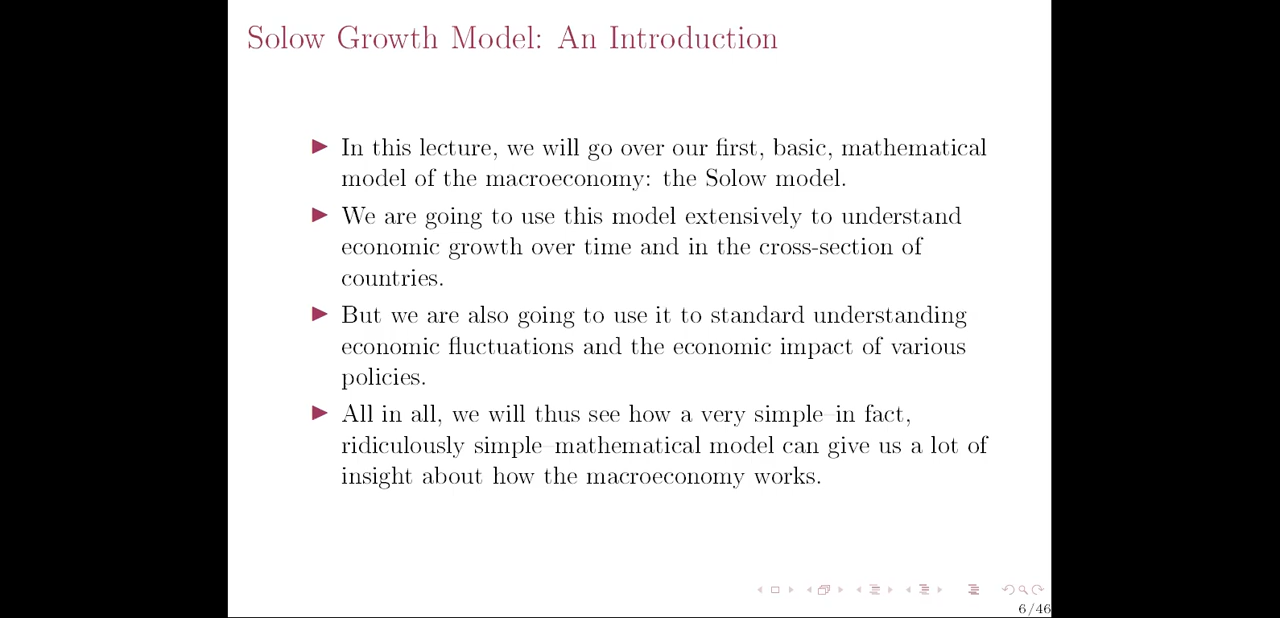 Solow Growth Model: An Introduction
In this lecture, we will go over our first, basic, mathematical
model of the macroeconomy: the Solow model.
We are going to use this model extensively to understand
economic growth over time and in the cross-section of
countries.
But we are also going to use it to standard understanding
economic fluctuations and the economic impact of various
policies.
All in all, we will thus see how a very simple–in fact,
ridiculously simple–mathematical model can give us a lot of
insight about how the macroeconomy works.
6/46